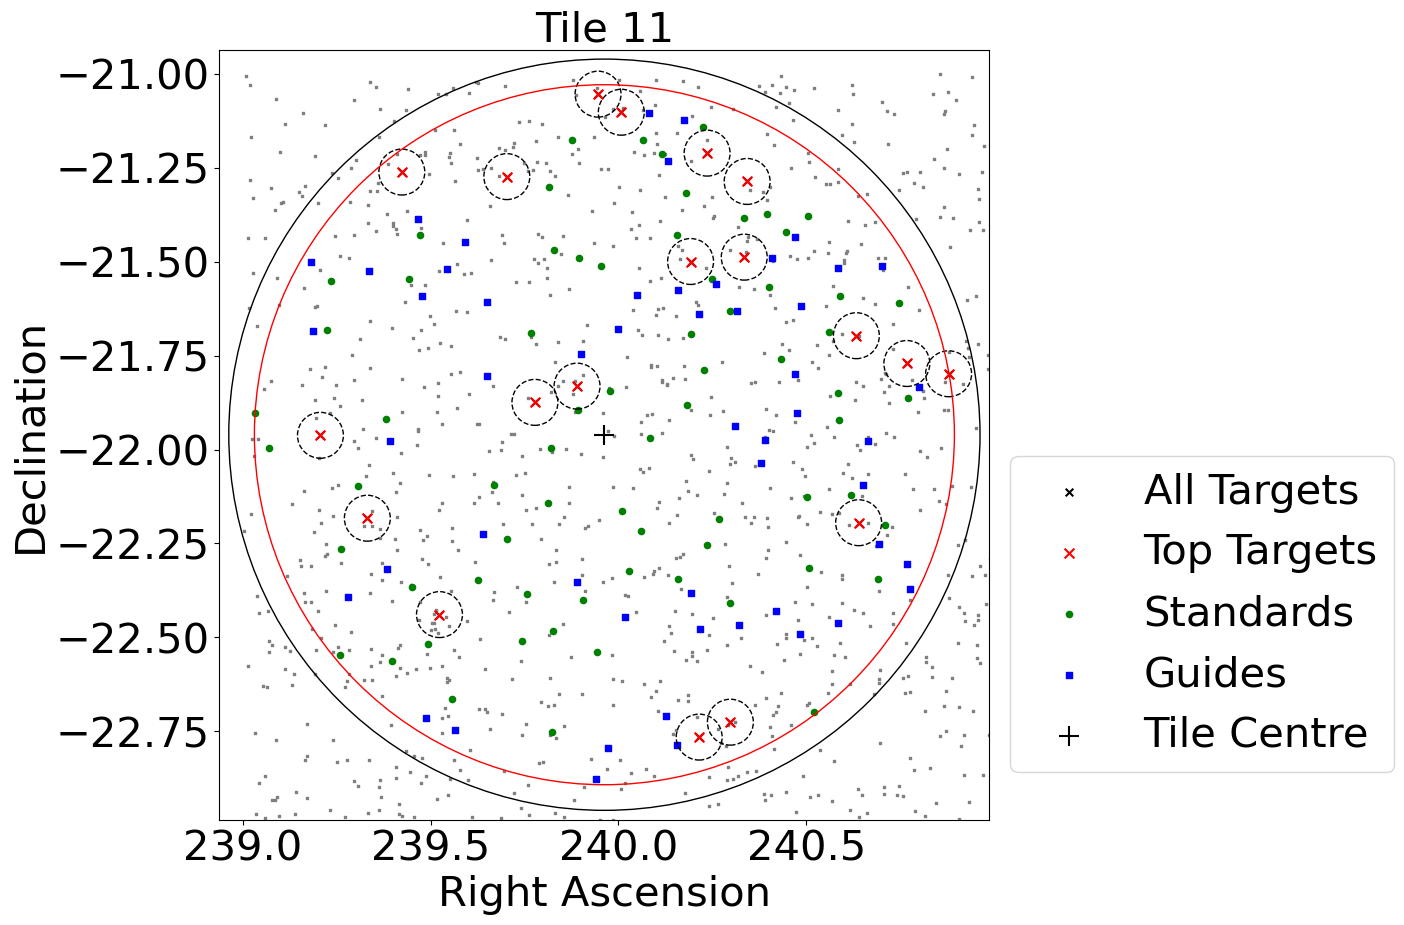 Tile 11
−21.00
−21.25
−21.50
−21.75
−22.00
−22.25
−22.50
−22.75
Declination
239.0 239.5 240.0 240.5
Right Ascension
All Targets
Top Targets
Standards
Guides
Tile Centre